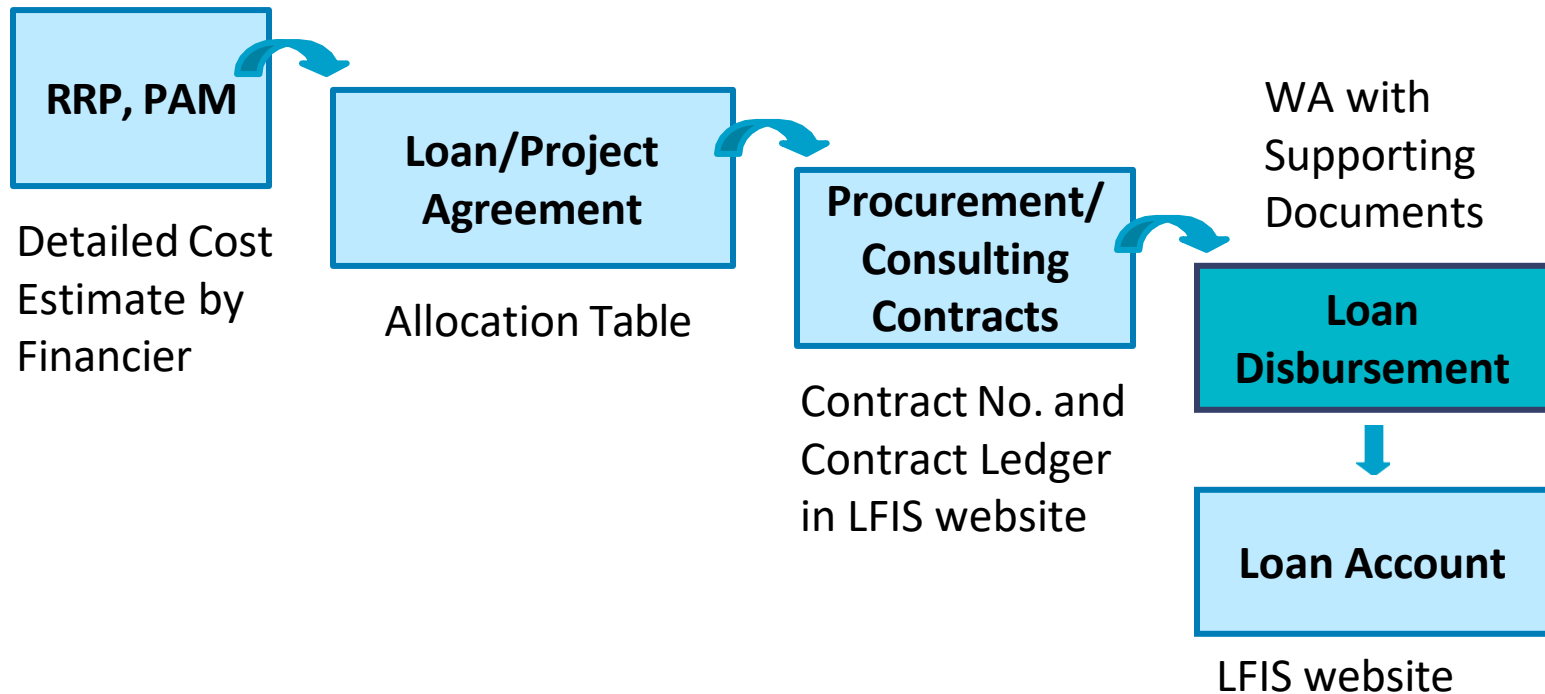 RRP, PAM
Detailed Cost
Estimate by
Financier
Loan/Project
Agreement
Allocation Table
Procurement/
Consulting
Contracts
Contract No. and
Contract Ledger
in LFIS website
WA with
Supporting
Documents
Loan
Disbursement
Loan Account
LFIS website